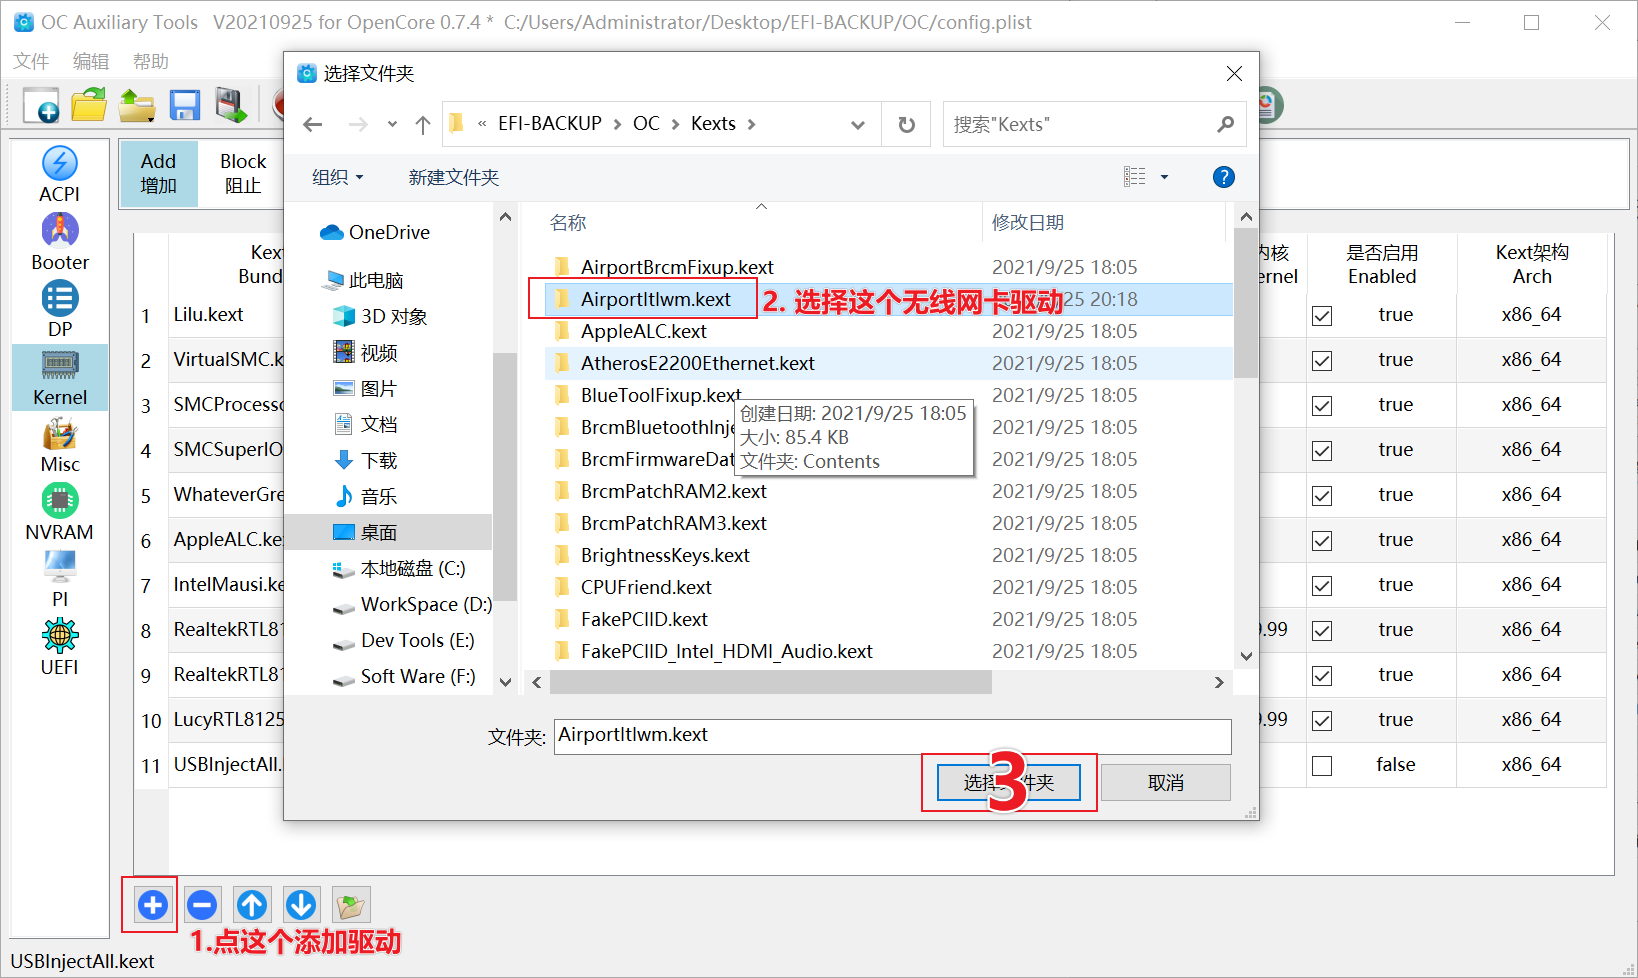 OC Auxiliary Tools V20210925 for OpenCore 0.7.4 * C:/Users/Administrator/Desktop/EFI-BACKUP/OC/config.plist
文件 编辑 帮助
选择文件夹
« EFI-BACKUP › OC › Kexts ›
搜索"Kexts"
组织
新建文件夹
ACPI
Booter
DP
Kernel
Misc
NVRAM
PI
UEFI
Add
增加
Block
阻止
Kex
Bund
1 Lilu.kext
2 VirtualSMC.k
3 SMCProcesso
4 SMCSuperIO
5 WhateverGre
6 AppleALC.ke
7 IntelMausi.ke
8 RealtekRTL81
9 RealtekRTL81
10 LucyRTL8125
11 USBInjectAll.
OneDrive
此电脑
3D 对象
视频
图片
文档
下载
音乐
桌面
本地磁盘 (C:)
WorkSpace (D:)
Dev Tools (E:)
Soft Ware (F:)
名称 修改日期
AirportBrcmFixup.kext 2021/9/25 18:05
AirportItlwm.kext 25 20:18
2. 选择这个无线网卡驱动
AppleALC.kext 2021/9/25 18:05
AtherosE2200Ethernet.kext 2021/9/25 18:05
BlueToolFixup.kext 2021/9/25 18:05
BrcmBluetoothInje 2021/9/25 18:05
BrcmFirmwareDat 2021/9/25 18:05
BrcmPatchRAM2.kext 2021/9/25 18:05
BrcmPatchRAM3.kext 2021/9/25 18:05
BrightnessKeys.kext 2021/9/25 18:05
CPUFriend.kext 2021/9/25 18:05
FakePCIID.kext 2021/9/25 18:05
FakePCIID_Intel_HDMI_Audio.kext 2021/9/25 18:05
创建日期: 2021/9/25 18:05
大小: 85.4 KB
文件夹: Contents
文件夹: AirportItlwm.kext
选择 件夹
3
取消
内核 是否启用 Kext架构
ernel Enabled Arch
true x86_64
true x86_64
true x86_64
true x86_64
true x86_64
true x86_64
true x86_64
9.99 true x86_64
true x86_64
9.99 true x86_64
false x86_64
1.点这个添加驱动
USBInjectAll.kext